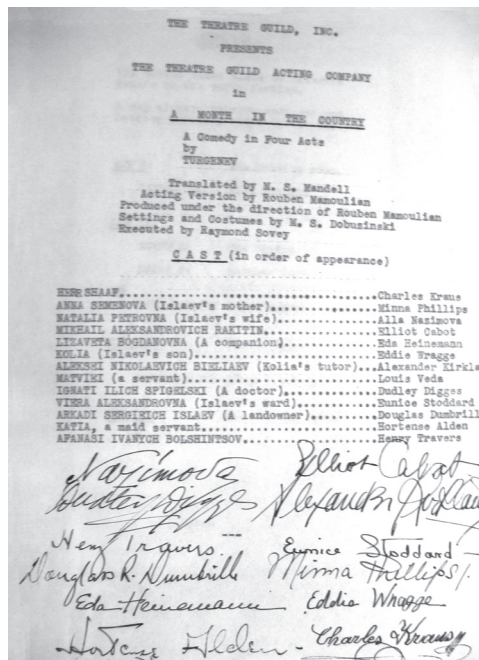 THE THEATRE GUILD, INC.
PRESENTS
THE THEATRE GUILD ACTING COMPANY
in
A MONTH IN THE COUNTRY
A Comedy in Four Acts
by
TURGENEV
Translated by M. S. Mandell
Acting Version by Rouben Mamoulian
Produced under the direction of Rouben Mamoulian
Settings and Costumes by M. S. Dobusinski
Executed by Raymond Sovey
CAST (in order of appearance)
HERR SHAAF......Charles Kraus
ANNA SEMENOVA (Islaev's mother)......Minna Phillips
NATALIA PETROVNA (Islaev's wife)......Alla Nazimova
MIKHAIL ALEKSANDROVICH RAKITIN......Elliot Cabot
LIZAVETA BOGDANOVNA (A companion)......Eda Heinemann
KOLIA (Islaev's son)......Eddie Wragge
ALEKSEI NIKOLAEVICH BIELIAEV (Kolia's tutor)..Alexander Kirkla
MATVIEI (a servant)......Louis Veda
IGNATI ILICH SPIGELSKI (A doctor)......Dudley Digges
VIERA ALEKSANDROVNA (Islaev's ward)......Eunice Stoddard
ARKADI SERGIEICH ISLAEV (A landowner)......Douglas Dumbrill
KATIA, a maid servant......Hortense Alden
AFANASI IVANYCH BOLSHINTSOV......Henry Travers
Nazimova Elliot Cabot
Dudley Digges Alexander Kirkland
---
Henry Travers. Eunice Stoddard
Douglass R. Dumbrille Minna Phillips
Eda Heinemann Eddie Wragge
Hortense Alden - Charles Kraus